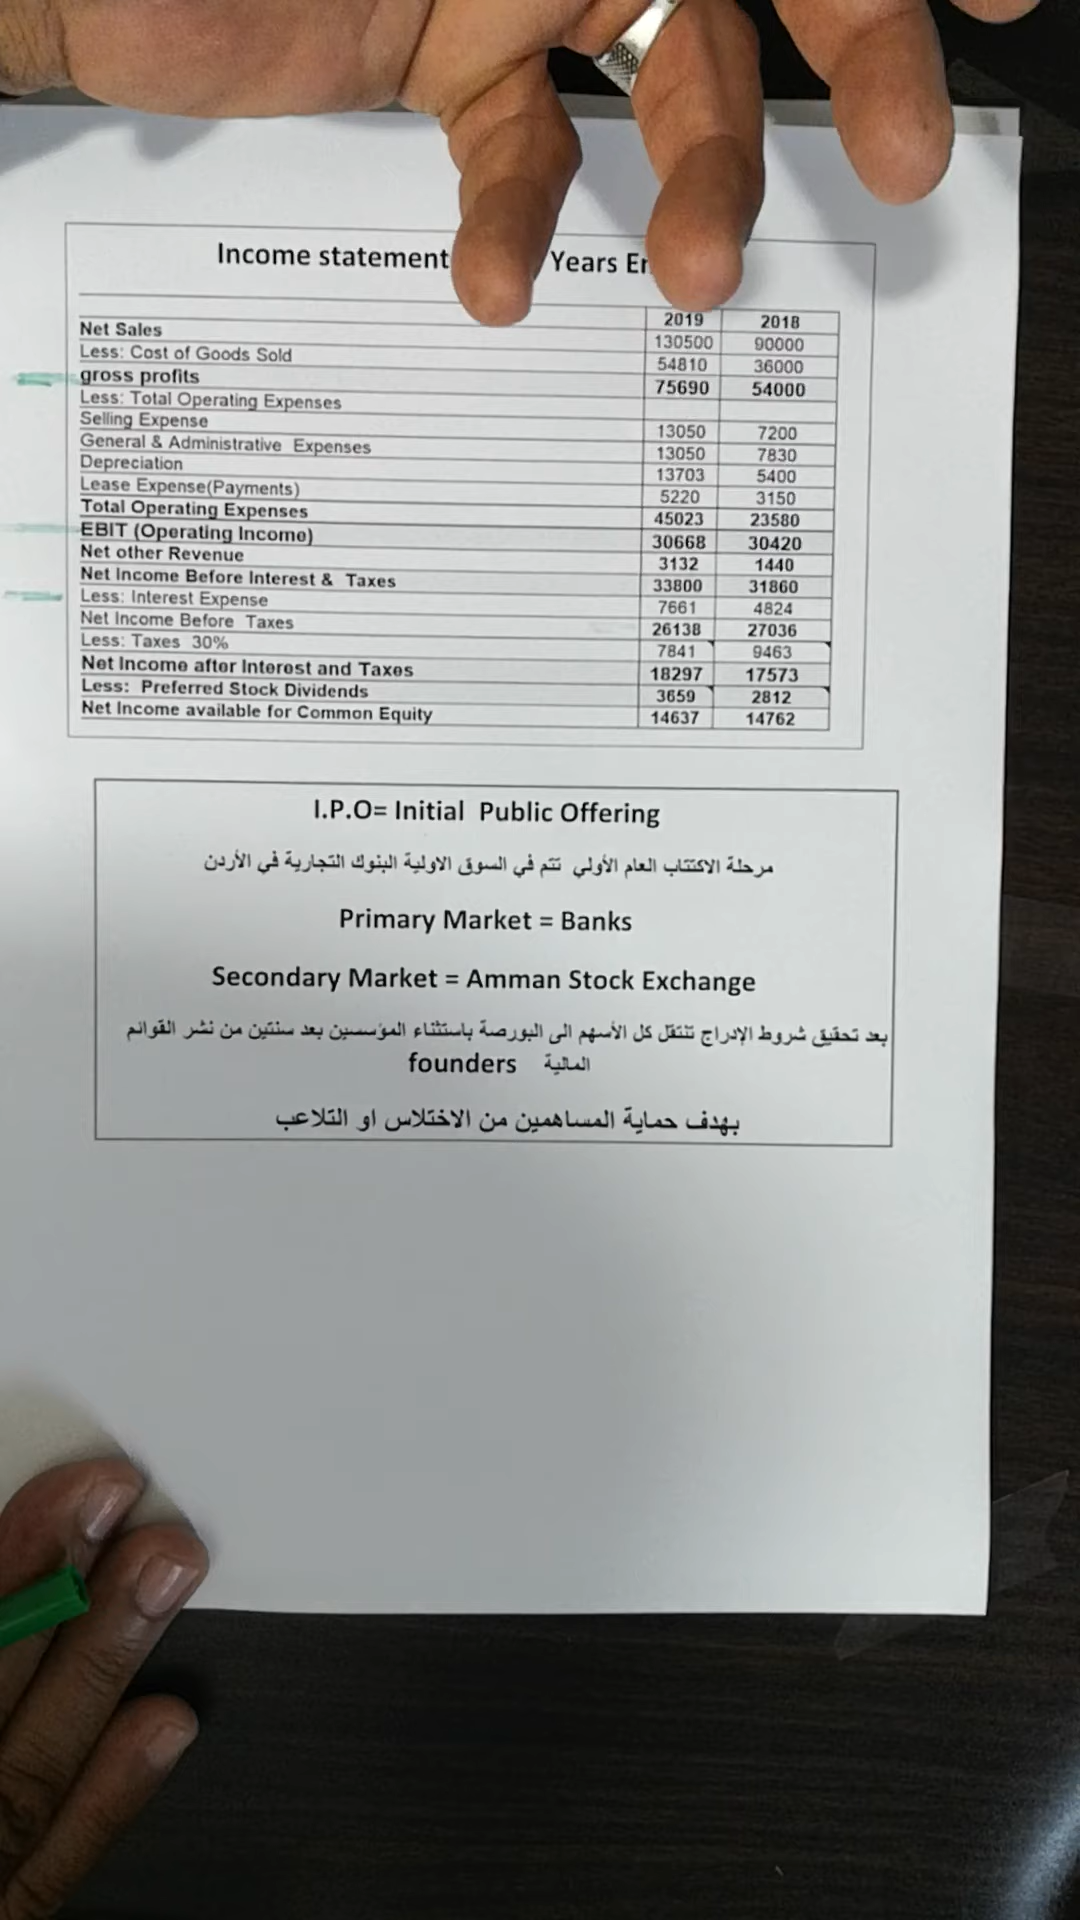 Income statement Years
2019 2018
Net Sales 130500 90000
Less: Cost of Goods Sold 54810 36000
gross profits 75690 54000
Less: Total Operating Expenses
Selling Expense 13050 7200
General & Administrative Expenses 13050 7830
Depreciation 13703 5400
Lease Expense(Payments) 5220 3150
Total Operating Expenses 45023 23580
EBIT (Operating Income) 30668 30420
Net other Revenue 3132 1440
Net Income Before Interest & Taxes 33800 31860
Less: Interest Expense 7661 4824
Net Income Before Taxes 26138 27036
Less: Taxes 30% 7841 9463
Net Income after Interest and Taxes 18297 17573
Less: Preferred Stock Dividends 3659 2812
Net Income available for Common Equity 14637 14762
I.P.O= Initial Public Offering
مرحلة الاكتتاب العام الأولي تتم في السوق الاولية البنوك التجارية في الأردن
Primary Market = Banks
Secondary Market = Amman Stock Exchange
بعد تحقيق شروط الإدراج تنتقل كل الأسهم الى البورصة باستثناء المؤسسين بعد سنتين من نشر القوائم
المالية founders
بهدف حماية المساهمين من الاختلاس او التلاعب